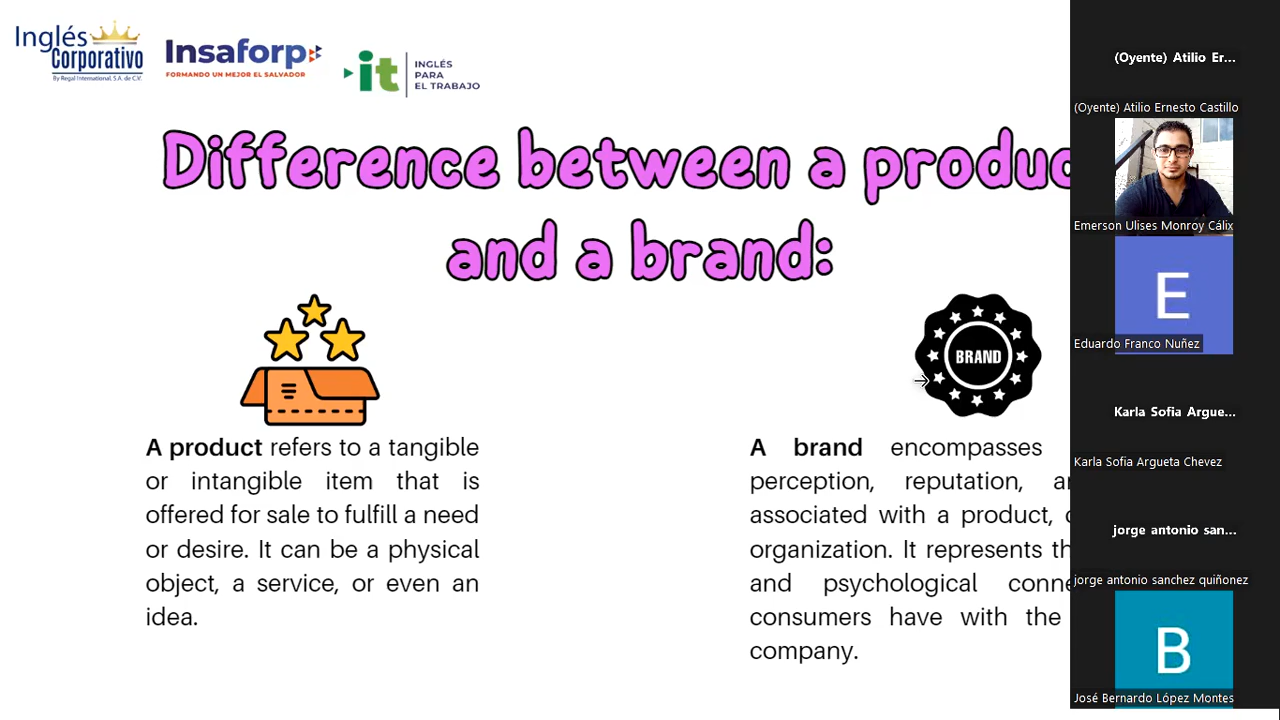 Inglés
Corporativo
By Regal International, S.A. de C.V.
Insaforp
FORMANDO UN MEJOR EL SALVADOR
it
INGLÉS
PARA
EL TRABAJO
Difference between a produc
and a brand:
BRAND
A product refers to a tangible
or intangible item that is
offered for sale to fulfill a need
or desire. It can be a physical
object, a service, or even an
idea.
A brand encompasses
perception, reputation,
associated with a product,
organization. It represents
and psychological
consumers have with the
company.
(Oyente) Atilio Er...
(Oyente) Atilio Ernesto Castillo
Emerson Ulises Monroy Cálix
E
Eduardo Franco Nuñez
Karla Sofia Argue...
Karla Sofia Argueta Chevez
jorge antonio san...
jorge antonio sanchez quiñonez
B
José Bernardo López Montes